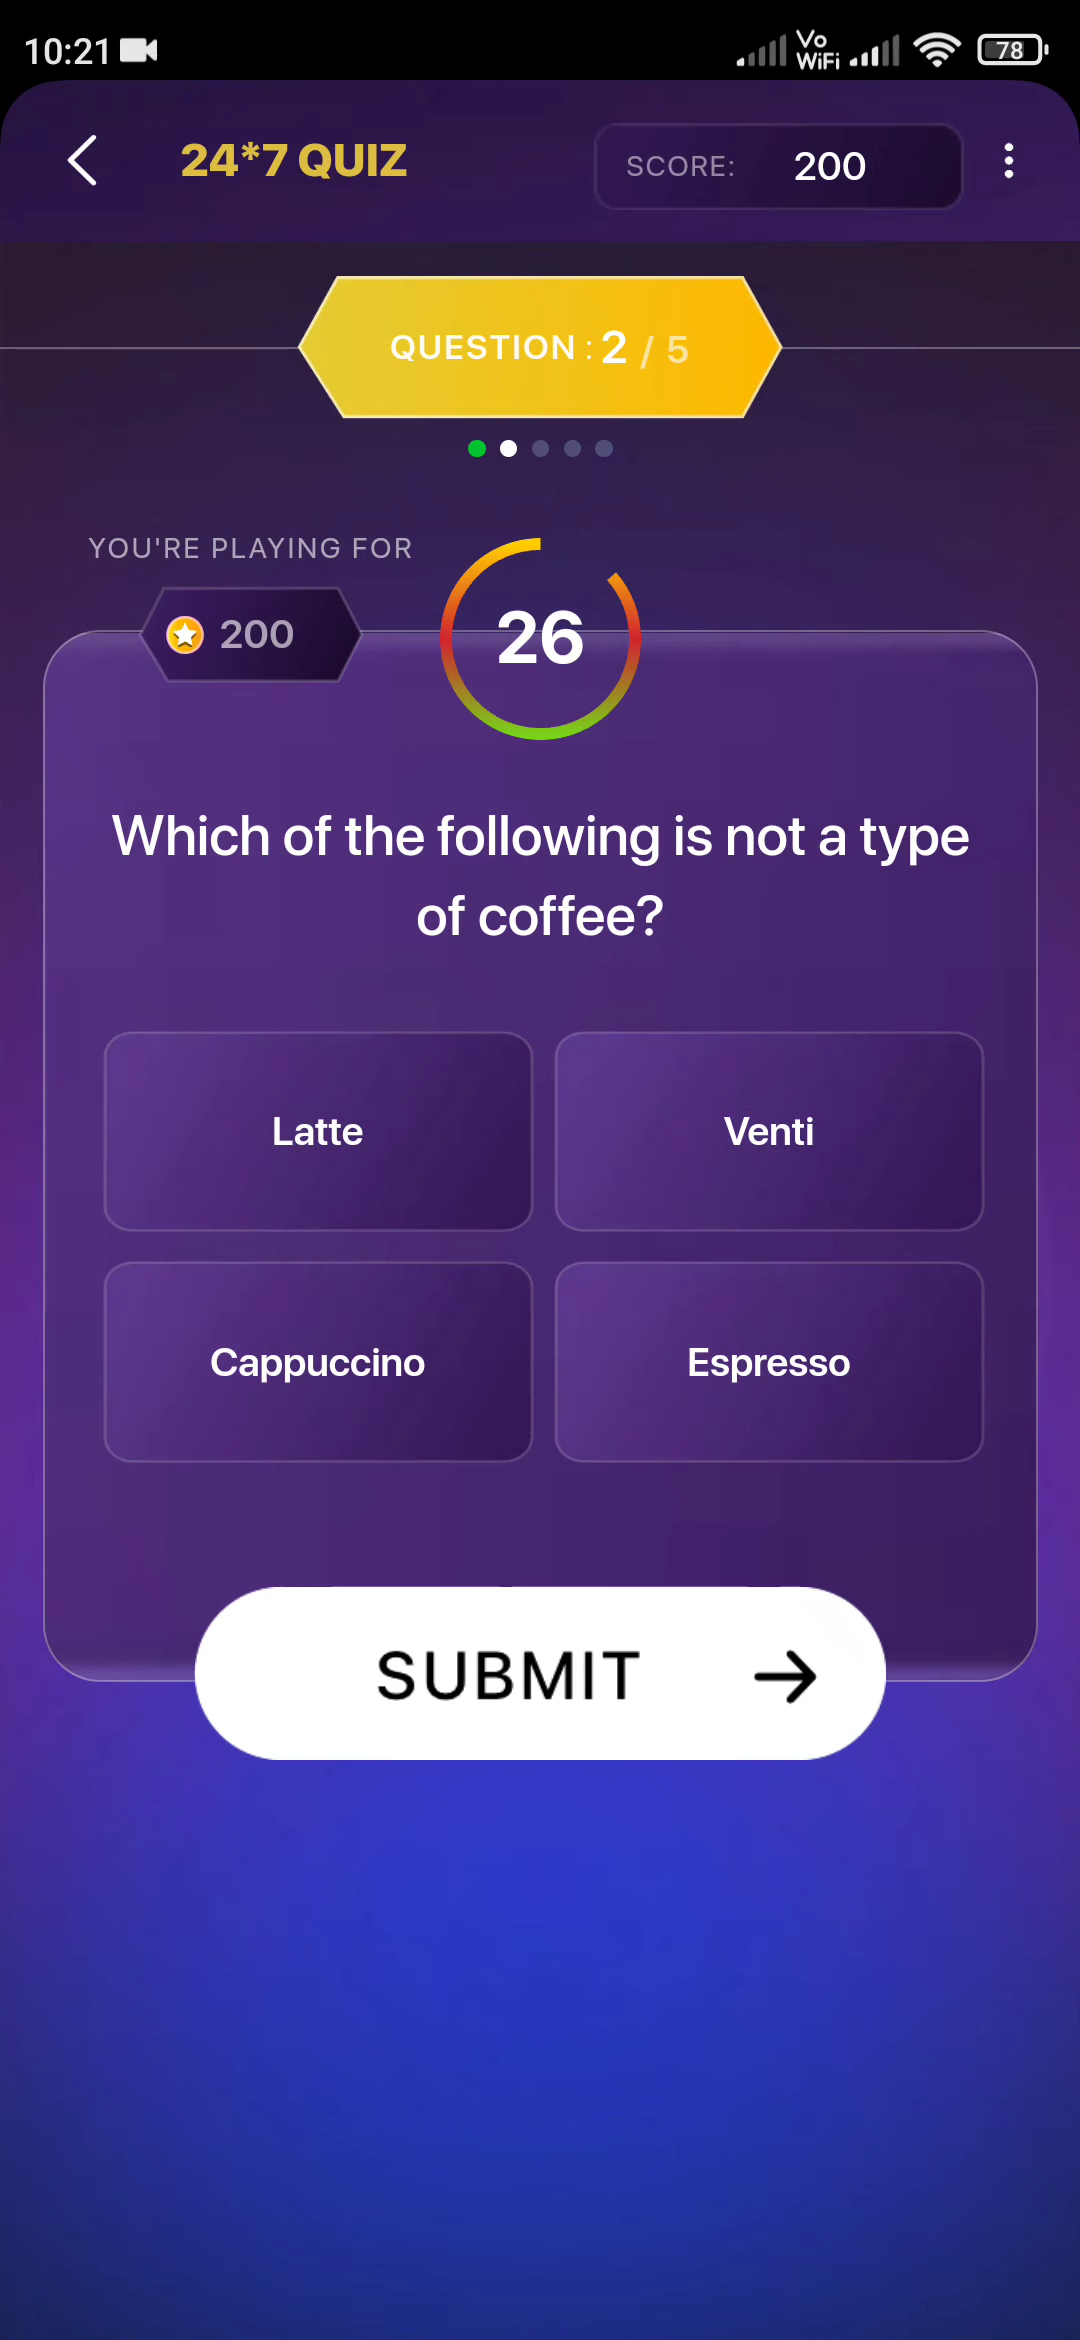 10:21
Vo
WiFi
78
24*7 QUIZ
SCORE: 200
QUESTION : 2 / 5
YOU'RE PLAYING FOR
200
26
Which of the following is not a type
of coffee?
Latte
Venti
Cappuccino
Espresso
SUBMIT